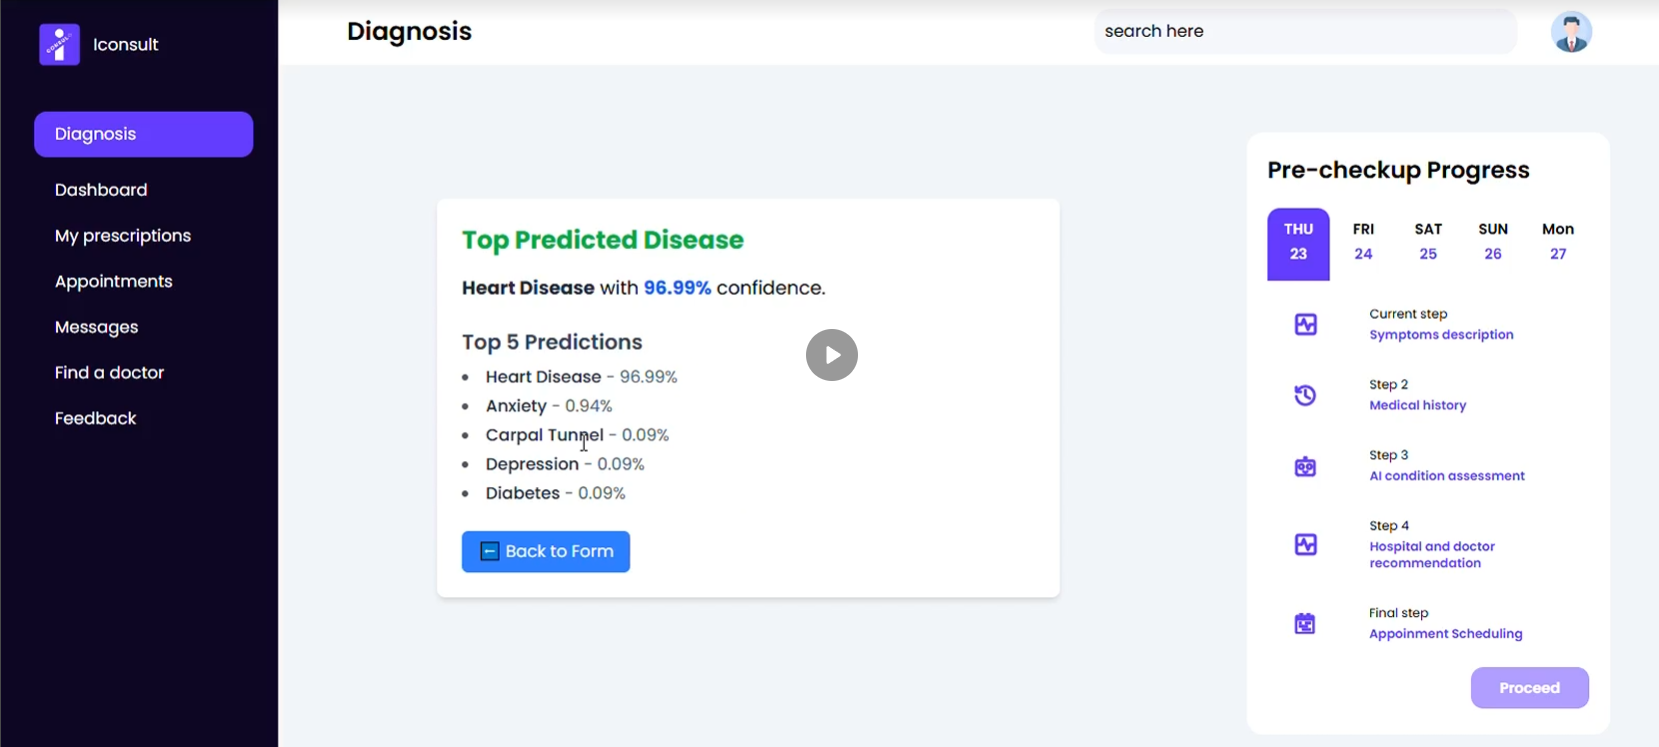 Iconsult
Diagnosis
Dashboard
My prescriptions
Appointments
Messages
Find a doctor
Feedback
Diagnosis
search here
Top Predicted Disease
Heart Disease with 96.99% confidence.
Top 5 Predictions
• Heart Disease - 96.99%
• Anxiety - 0.94%
• Carpal Tunnel - 0.09%
• Depression - 0.09%
• Diabetes - 0.09%
Back to Form
Pre-checkup Progress
THU FRI SAT SUN Mon
23 24 25 26 27
Current step
Symptoms description
Step 2
Medical history
Step 3
AI condition assessment
Step 4
Hospital and doctor
recommendation
Final step
Appoinment Scheduling
Proceed